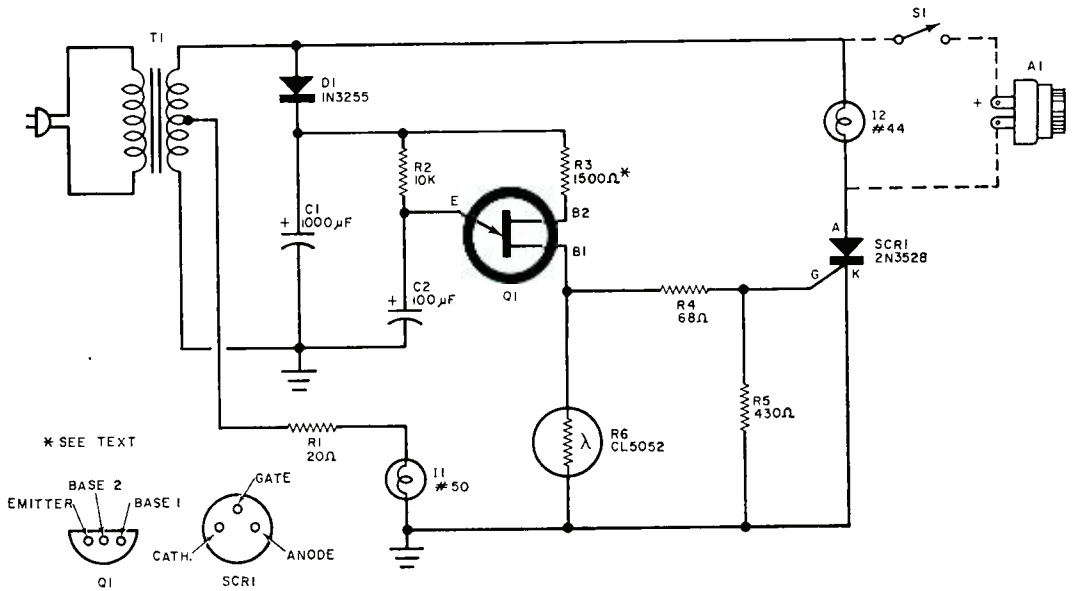 T1
D1
1N3255
C1
+ 1000µF
R2
10K
R3
1500Ω*
E
B2
B1
Q1
C2
+ 100µF
R4
68Ω
R5
430Ω
R6
CL5052
λ
I2
#44
S1
A1
+
A
G
K
SCR1
2N3528
R1
20Ω
I1
#50
* SEE TEXT
BASE 2
EMITTER
BASE 1
Q1
GATE
CATH.
ANODE
SCR1